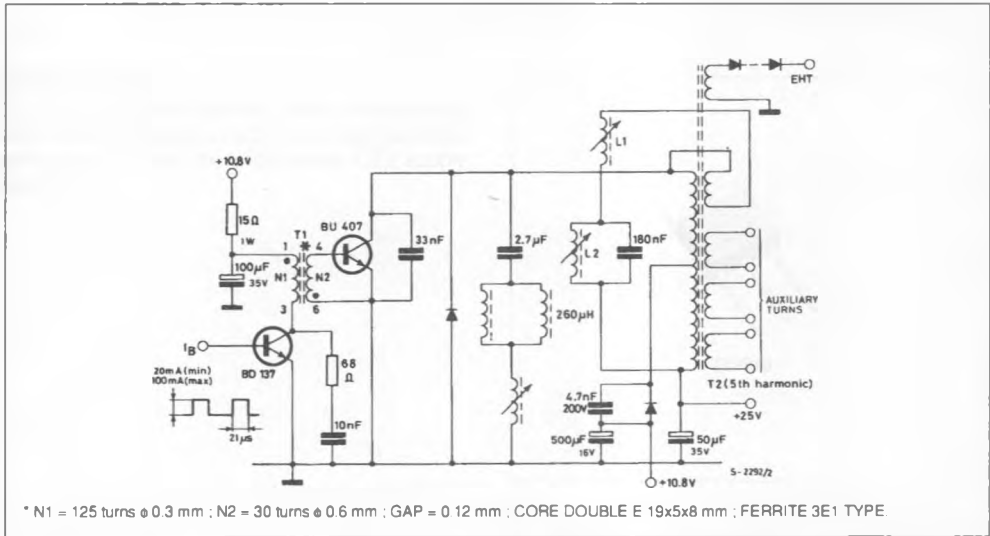 EHT
L1
+10.8V
15Ω
1W
T1
*
BU 407
1
4
33nF
2.7µF
L2
180nF
100µF
35V
N1
N2
3
6
260µH
AUXILIARY
TURNS
IB
BD 137
20mA(min)
100mA(max)
68
Ω
T2(5th harmonic)
4.7nF
200V
+25V
21µs
10nF
500µF
16V
50µF
35V
S-2292/2
+10.8V
* N1 = 125 turns φ 0.3 mm ; N2 = 30 turns φ 0.6 mm ; GAP = 0 12 mm ; CORE DOUBLE E 19x5x8 mm ; FERRITE 3E1 TYPE